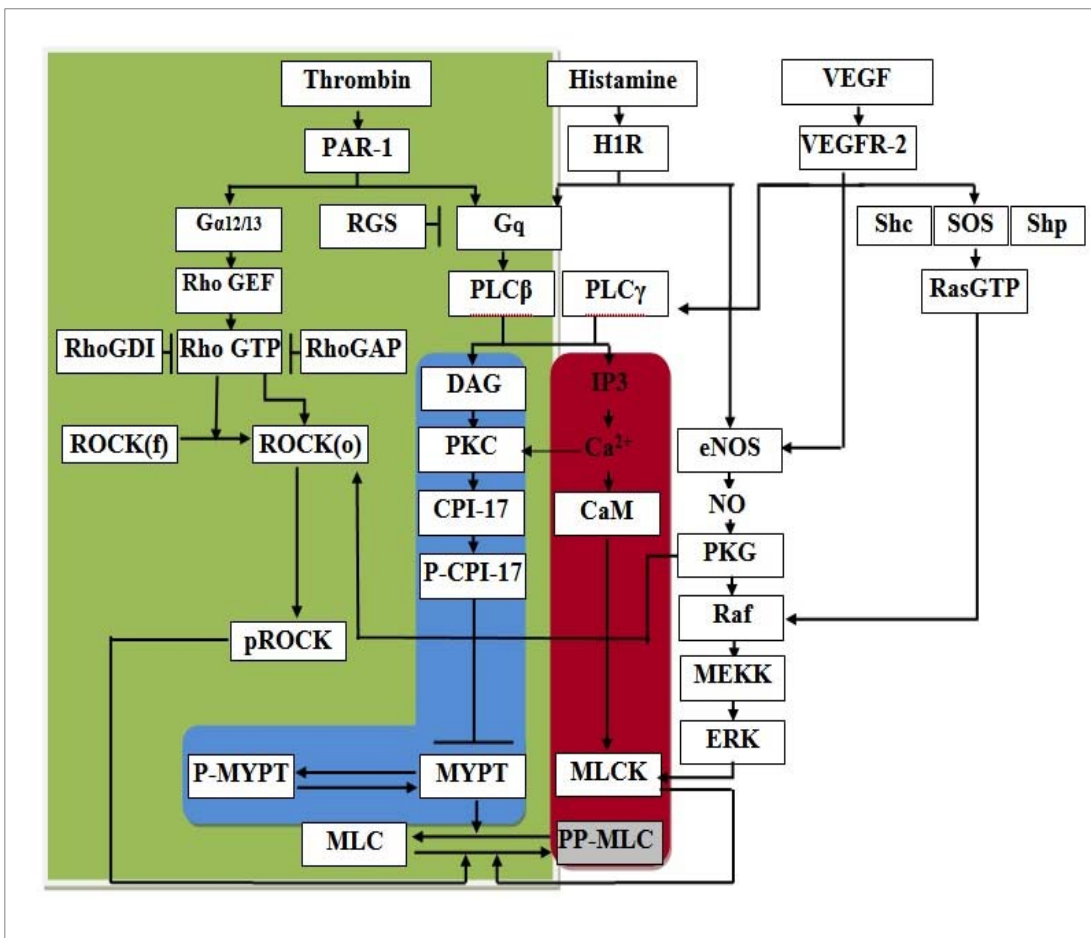 Thrombin
Histamine
VEGF
PAR-1
H1R
VEGFR-2
Gα12/13
RGS
Gq
Shc
SOS
Shp
Rho GEF
PLCβ
PLCγ
RasGTP
RhoGDI
Rho GTP
RhoGAP
DAG
IP3
ROCK(f)
ROCK(o)
PKC
Ca²⁺
eNOS
CPI-17
CaM
NO
P-CPI-17
PKG
Raf
pROCK
MEKK
ERK
P-MYPT
MYPT
MLCK
MLC
PP-MLC